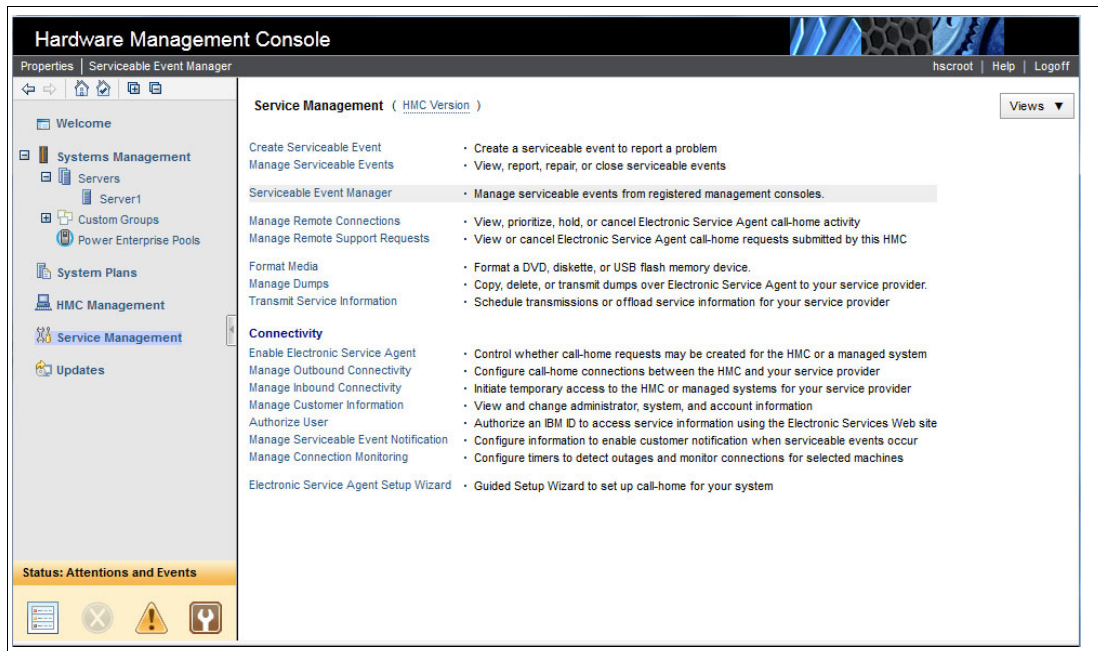 Hardware Management Console
Properties | Serviceable Event Manager
hscroot | Help | Logoff
Welcome
Systems Management
Servers
Server1
Custom Groups
Power Enterprise Pools
System Plans
HMC Management
Service Management
Updates
Status: Attentions and Events
Service Management ( HMC Version )
Views ▼
Create Serviceable Event • Create a serviceable event to report a problem
Manage Serviceable Events • View, report, repair, or close serviceable events
Serviceable Event Manager • Manage serviceable events from registered management consoles.
Manage Remote Connections • View, prioritize, hold, or cancel Electronic Service Agent call-home activity
Manage Remote Support Requests • View or cancel Electronic Service Agent call-home requests submitted by this HMC
Format Media • Format a DVD, diskette, or USB flash memory device.
Manage Dumps • Copy, delete, or transmit dumps over Electronic Service Agent to your service provider.
Transmit Service Information • Schedule transmissions or offload service information for your service provider
Connectivity
Enable Electronic Service Agent • Control whether call-home requests may be created for the HMC or a managed system
Manage Outbound Connectivity • Configure call-home connections between the HMC and your service provider
Manage Inbound Connectivity • Initiate temporary access to the HMC or managed systems for your service provider
Manage Customer Information • View and change administrator, system, and account information
Authorize User • Authorize an IBM ID to access service information using the Electronic Services Web site
Manage Serviceable Event Notification • Configure information to enable customer notification when serviceable events occur
Manage Connection Monitoring • Configure timers to detect outages and monitor connections for selected machines
Electronic Service Agent Setup Wizard • Guided Setup Wizard to set up call-home for your system